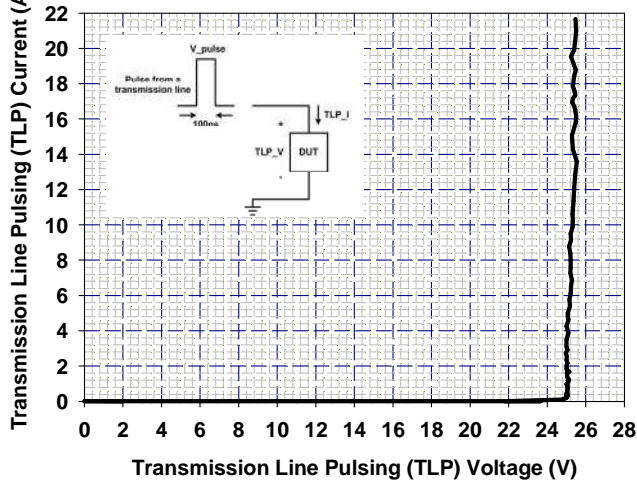 Transmission Line Pulsing (TLP) Current (A
22
20
18
16
14
12
10
8
6
4
2
0
V_pulse
Pulse from a
transmission line
100ns
TLP_I
+
TLP_V
DUT
-
0 2 4 6 8 10 12 14 16 18 20 22 24 26 28
Transmission Line Pulsing (TLP) Voltage (V)